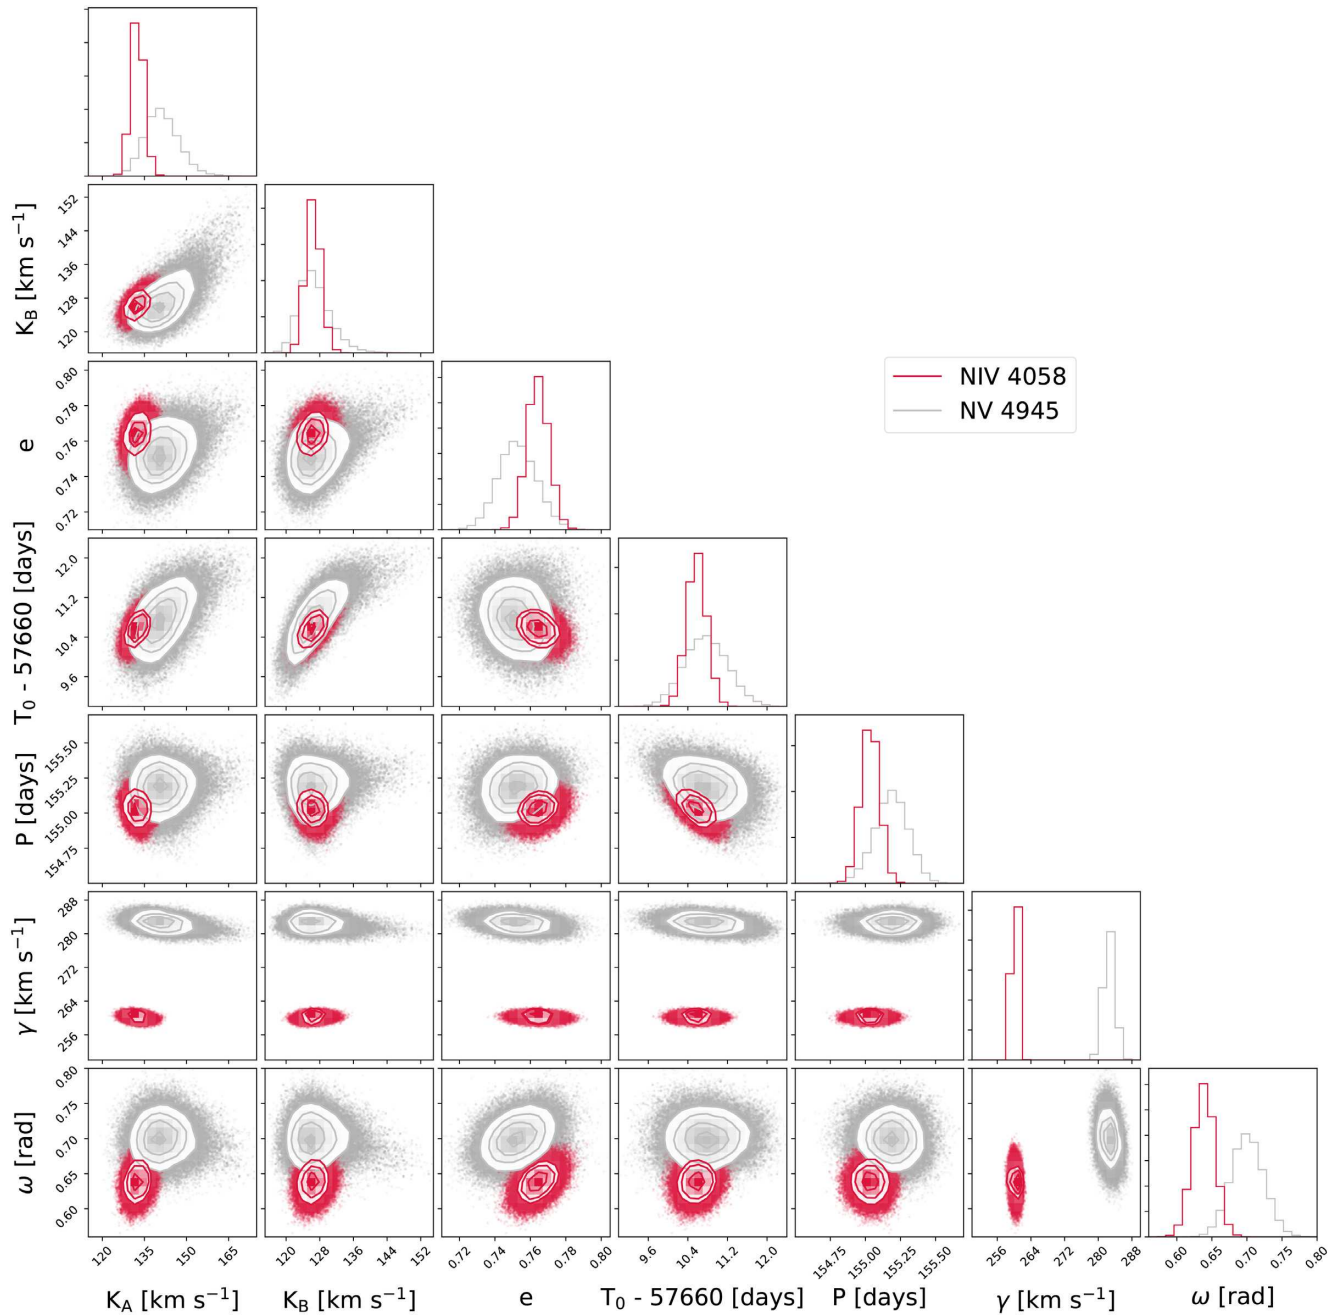 K_B [km s⁻¹]
152
144
136
128
120
NIV 4058
NV 4945
e
0.80
0.78
0.76
0.74
0.72
T₀ - 57660 [days]
12.0
11.2
10.4
9.6
P [days]
155.50
155.25
155.00
154.75
γ [km s⁻¹]
288
280
272
264
256
ω [rad]
0.80
0.75
0.70
0.65
0.60
120 135 150 165 120 128 136 144 152 0.72 0.74 0.76 0.78 0.80 9.6 10.4 11.2 12.0 154.75 155.00 155.25 155.50 256 264 272 280 288 0.60 0.65 0.70 0.75 0.80
K_A [km s⁻¹] K_B [km s⁻¹] e T₀ - 57660 [days] P [days] γ [km s⁻¹] ω [rad]